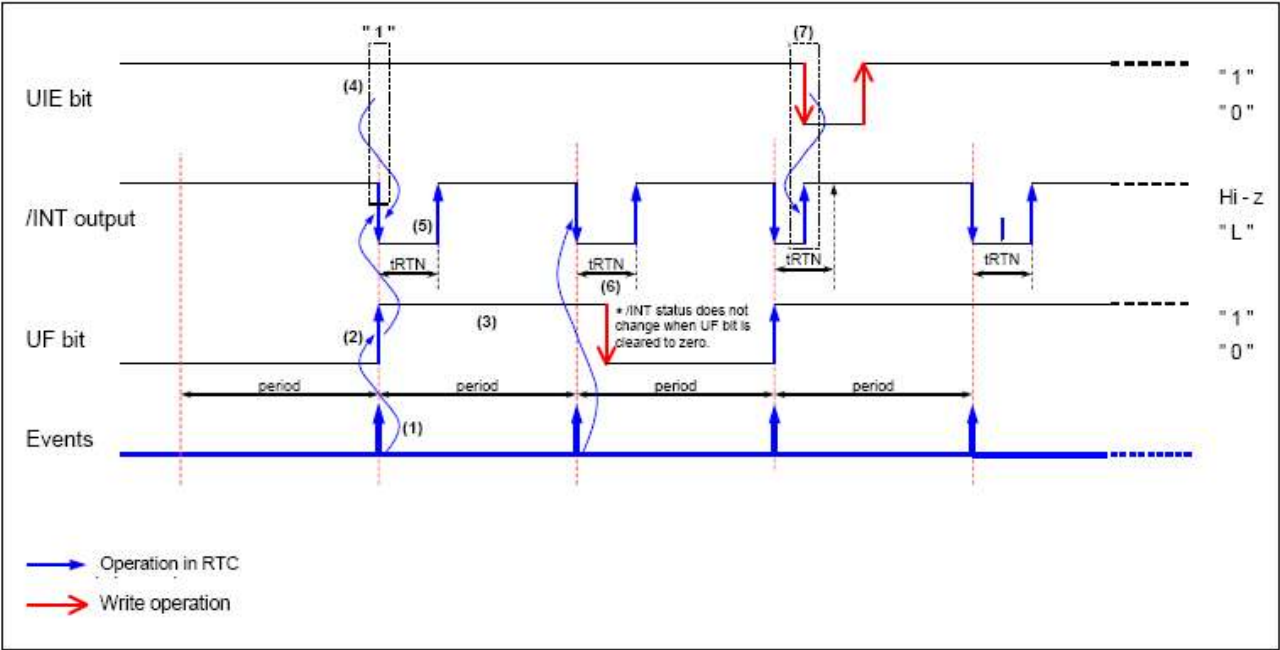 " 1 "
(7)
UIE bit
(4)
" 1 "
" 0 "
/INT output
(5)
Hi - z
" L "
tRTN
tRTN
tRTN
tRTN
(6)
UF bit
(2)
(3)
* /INT status does not
change when UF bit is
cleared to zero.
" 1 "
" 0 "
period
period
period
period
Events
(1)
Operation in RTC
Write operation